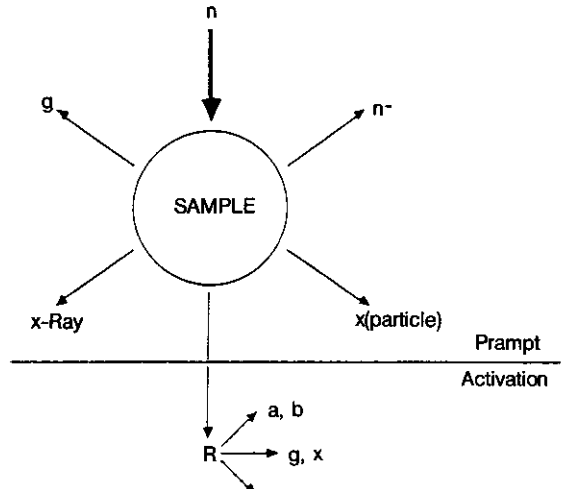 n
g
n-
SAMPLE
x-Ray
x(particle)
Prampt
Activation
a, b
R
g, x